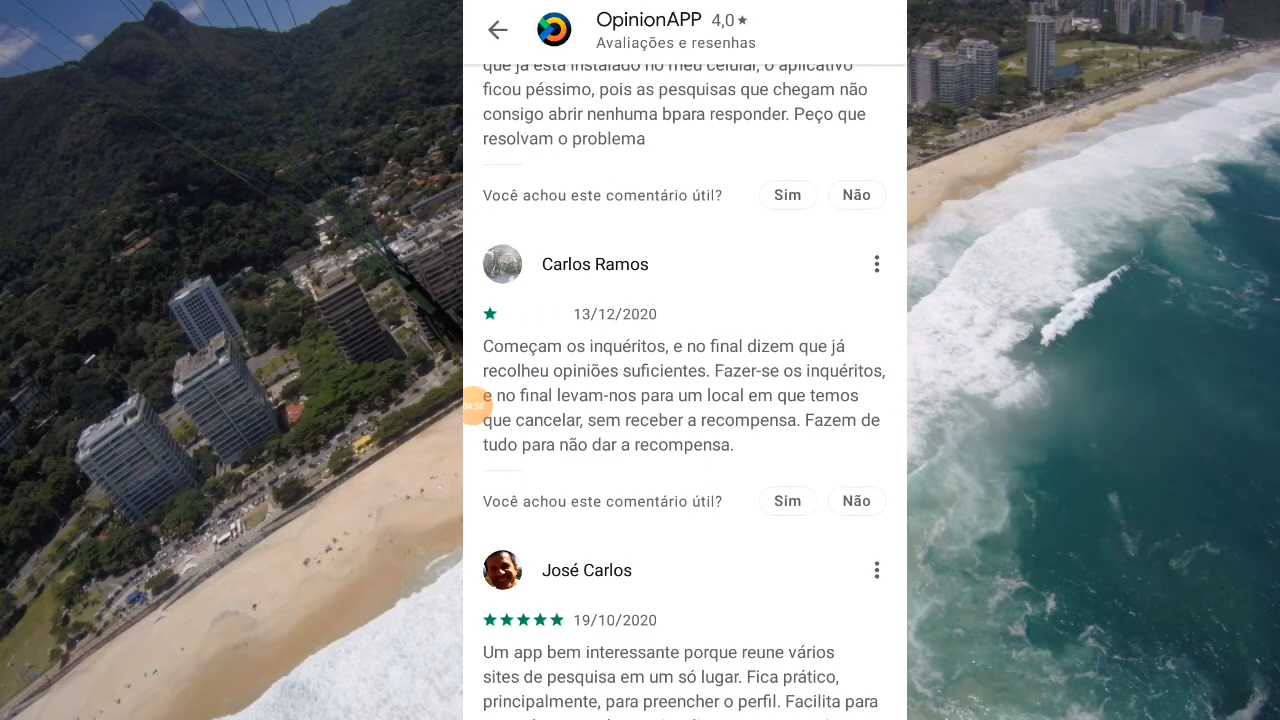 OpinionAPP 4,0★
Avaliações e resenhas
que já está instalado no meu celular, o aplicativo
ficou péssimo, pois as pesquisas que chegam não
consigo abrir nenhuma bpara responder. Peço que
resolvam o problema
Você achou este comentário útil? Sim Não
Carlos Ramos
13/12/2020
Começam os inquéritos, e no final dizem que já
recolheu opiniões suficientes. Fazer-se os inquéritos,
04:58
e no final levam-nos para um local em que temos
que cancelar, sem receber a recompensa. Fazem de
tudo para não dar a recompensa.
Você achou este comentário útil? Sim Não
José Carlos
19/10/2020
Um app bem interessante porque reune vários
sites de pesquisa em um só lugar. Fica prático,
principalmente, para preencher o perfil. Facilita para